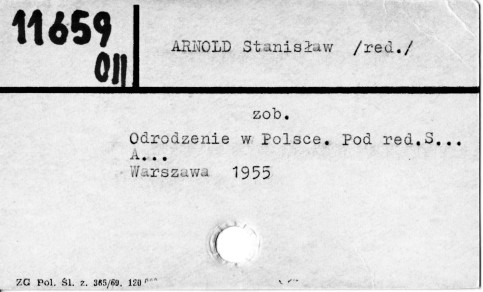 11659
011
ARNOLD Stanisław /red./
zob.
Odrodzenie w Polsce. Pod red.S...
A...
Warszawa 1955
ZG Pol. Śl. z. 365/69. 120